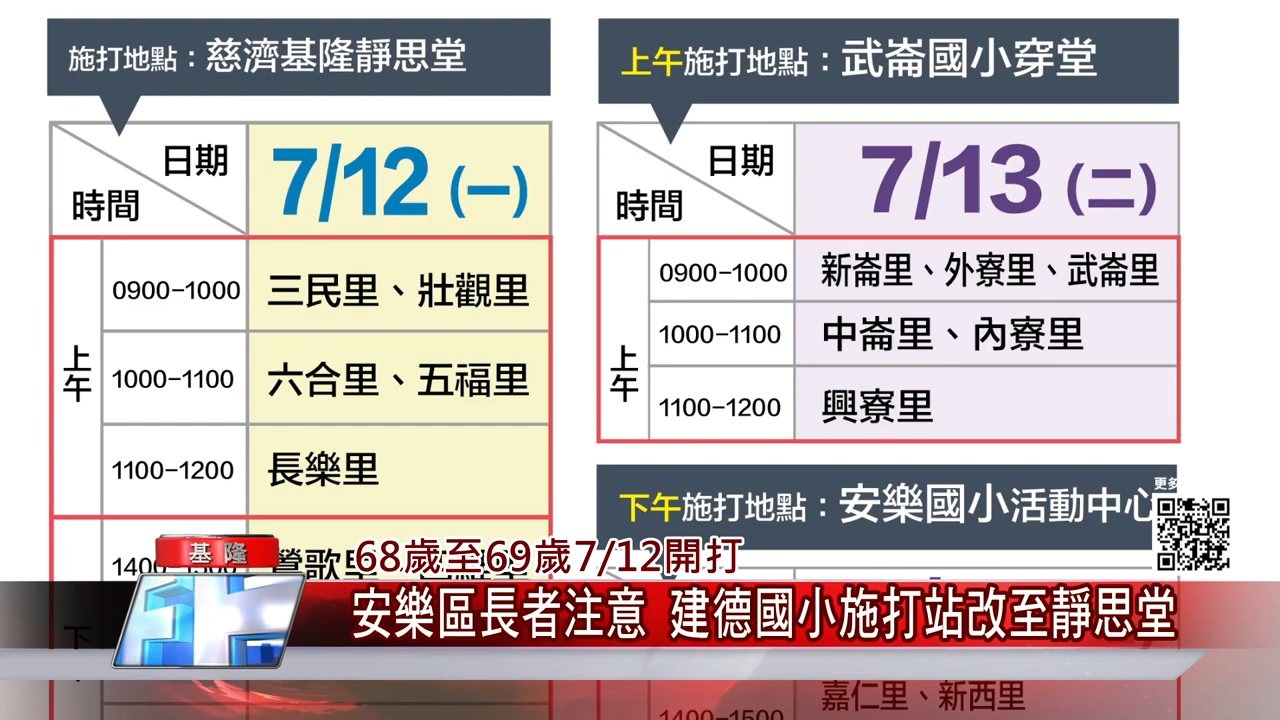 施打地點：慈濟基隆靜思堂
日期
時間
7/12 (一)
上午
0900-1000
三民里、壯觀里
1000-1100
六合里、五福里
1100-1200
長樂里
上午施打地點：武崙國小穿堂
日期
時間
7/13 (二)
上午
0900-1000
新崙里、外寮里、武崙里
1000-1100
中崙里、內寮里
1100-1200
興寮里
下午施打地點：安樂國小活動中心
更多
基隆
68歲至69歲7/12開打
安樂區長者注意 建德國小施打站改至靜思堂
嘉仁里、新西里
1400-1500